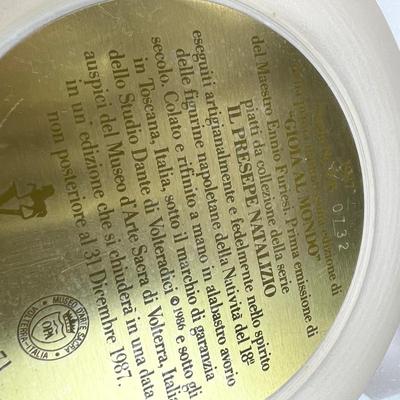 0732
"GIOIA AL MONDO"
del Maestro Ennio Furiesi, Prima emissione di
piatti da collezione della serie
IL PRESEPE NATALIZIO
eseguiti artigianalmente e fedelmente nello spirito
delle figurine napoletane della Natività del 18º
secolo. Colato e rifinito a mano in alabastro avorio
in Toscana, Italia, sotto il marchio di garanzia
dello Studio Dante di Volteradici © 1986 e sotto gli
auspici del Museo d'Arte Sacra di Volterra, Italia
in un edizione che si chiuderà in una data
non posteriore al 31 Dicembre 1987.
MUSEO D'ARTE SACRA
OPA
VOLTERRA-ITALIA